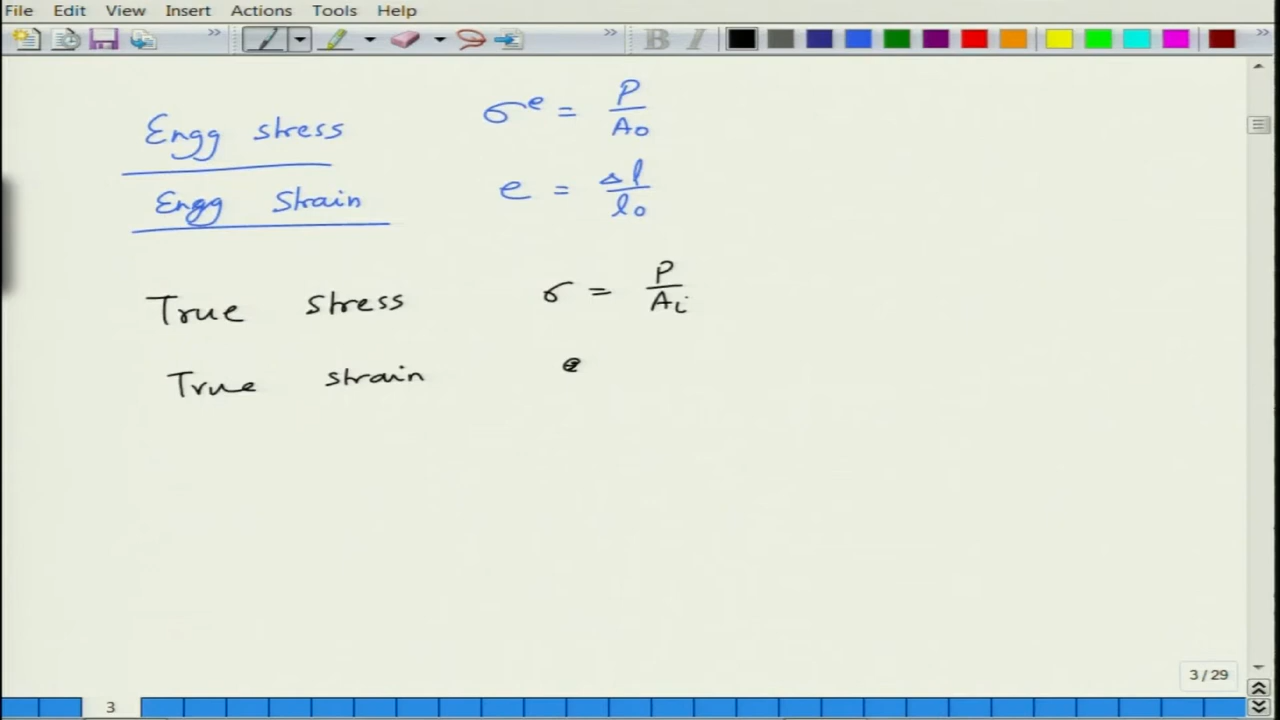 File Edit View Insert Actions Tools Help
B I
Engg stress σ^e = P/A₀
Engg Strain e = Δl/l₀
True stress σ = P/Aᵢ
True strain
3 / 29
3